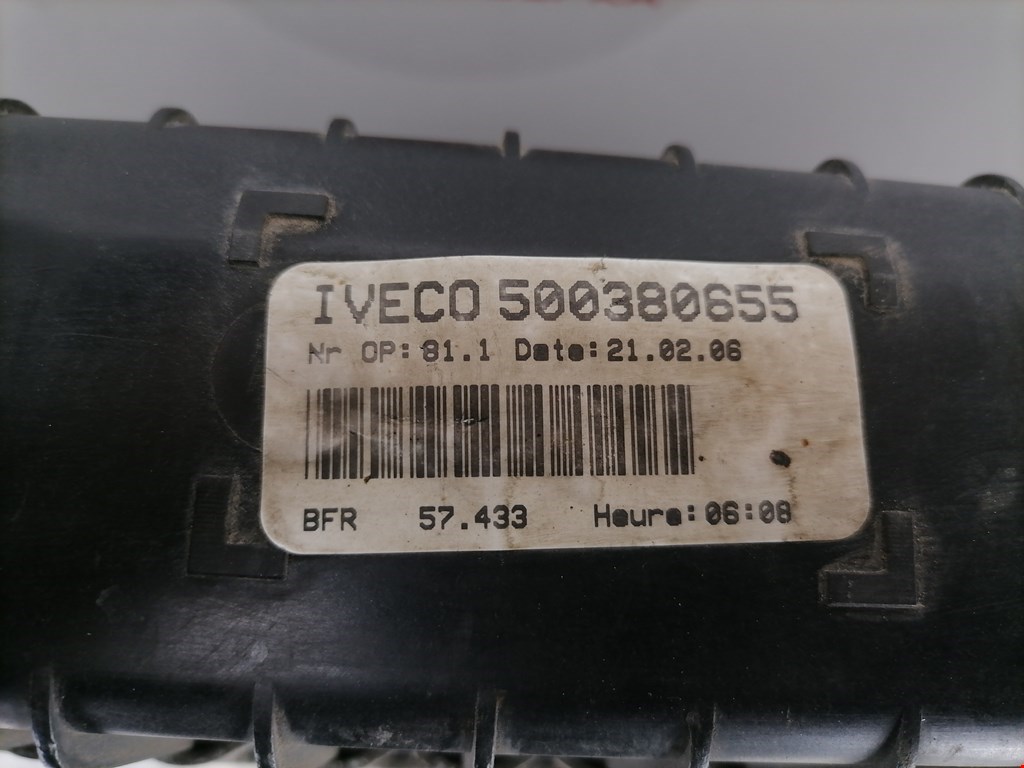 IVECO 500380655
Nr OP: 81.1 Date: 21.02.06
BFR 57.433 Heure: 06:08